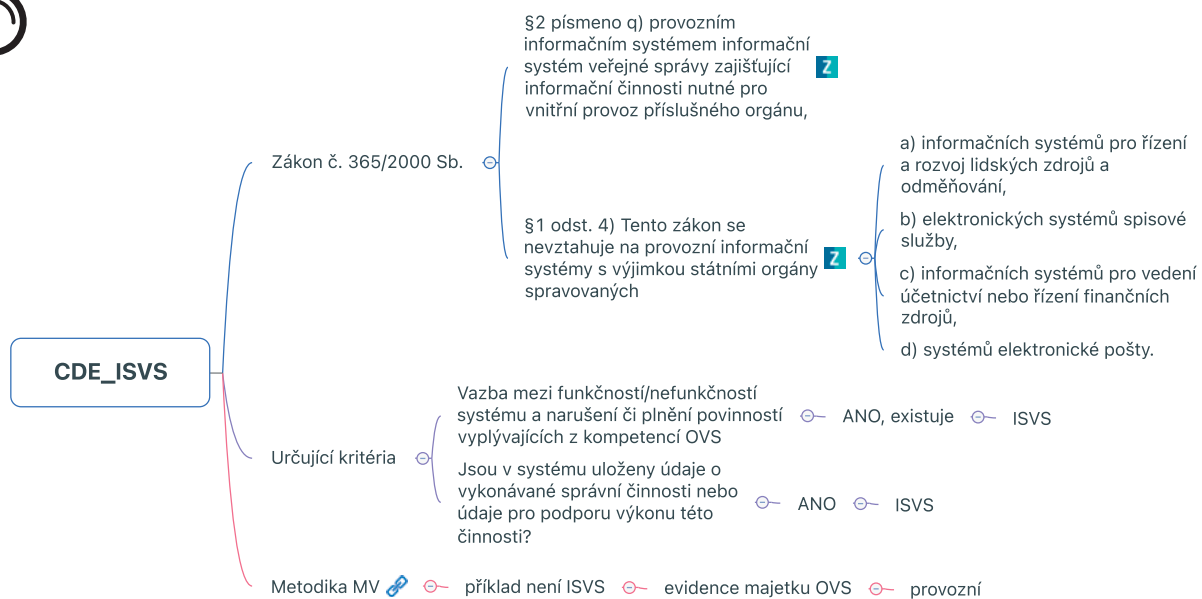 §2 písmeno q) provozním
informačním systémem informační
systém veřejné správy zajišťující
informační činnosti nutné pro
vnitřní provoz příslušného orgánu,
Z
Zákon č. 365/2000 Sb.
§1 odst. 4) Tento zákon se
nevztahuje na provozní informační
systémy s výjimkou státními orgány
spravovaných
Z
a) informačních systémů pro řízení
a rozvoj lidských zdrojů a
odměňování,
b) elektronických systémů spisové
služby,
c) informačních systémů pro vedení
účetnictví nebo řízení finančních
zdrojů,
d) systémů elektronické pošty.
CDE_ISVS
Určující kritéria
Vazba mezi funkčností/nefunkčností
systému a narušení či plnění povinností
vyplývajících z kompetencí OVS
ANO, existuje
ISVS
Jsou v systému uloženy údaje o
vykonávané správní činnosti nebo
údaje pro podporu výkonu této
činnosti?
ANO
ISVS
Metodika MV
příklad není ISVS
evidence majetku OVS
provozní